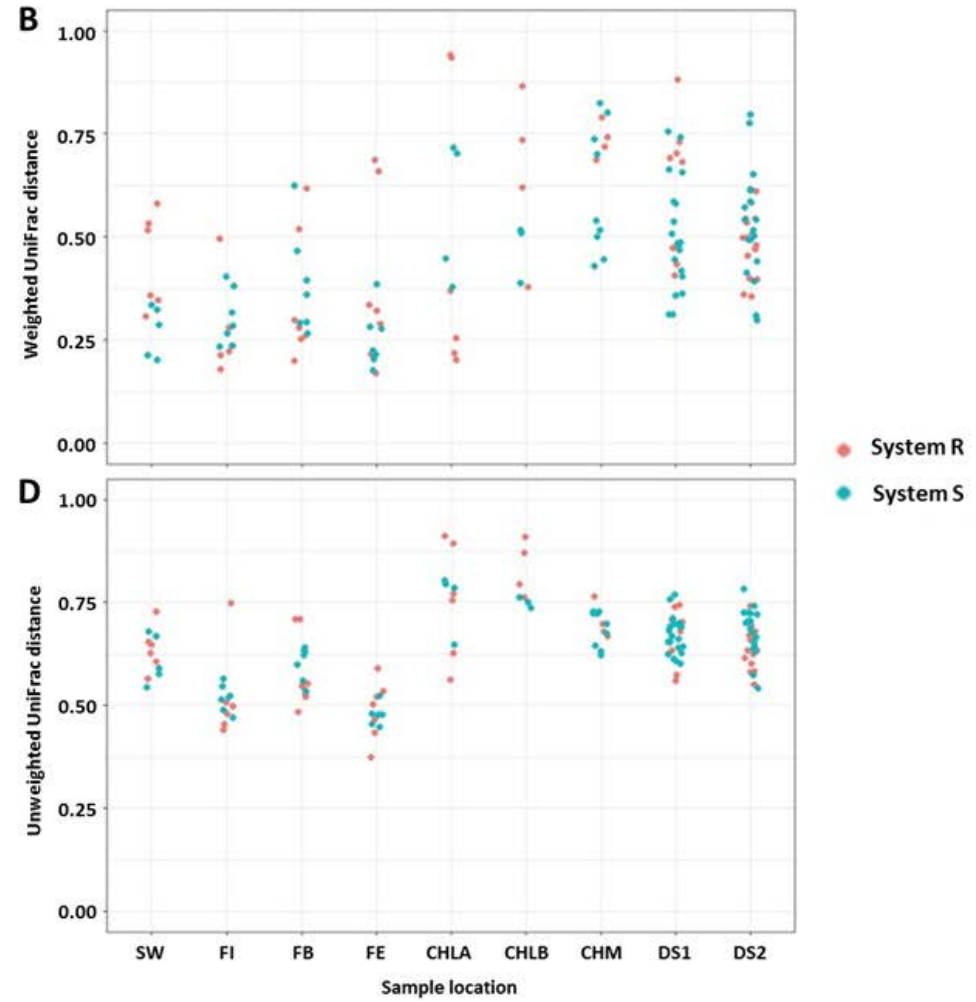 B
Weighted UniFrac distance
1.00
0.75
0.50
0.25
0.00
System R
System S
D
Unweighted UniFrac distance
1.00
0.75
0.50
0.25
0.00
SW FI FB FE CHLA CHLB CHM DS1 DS2
Sample location